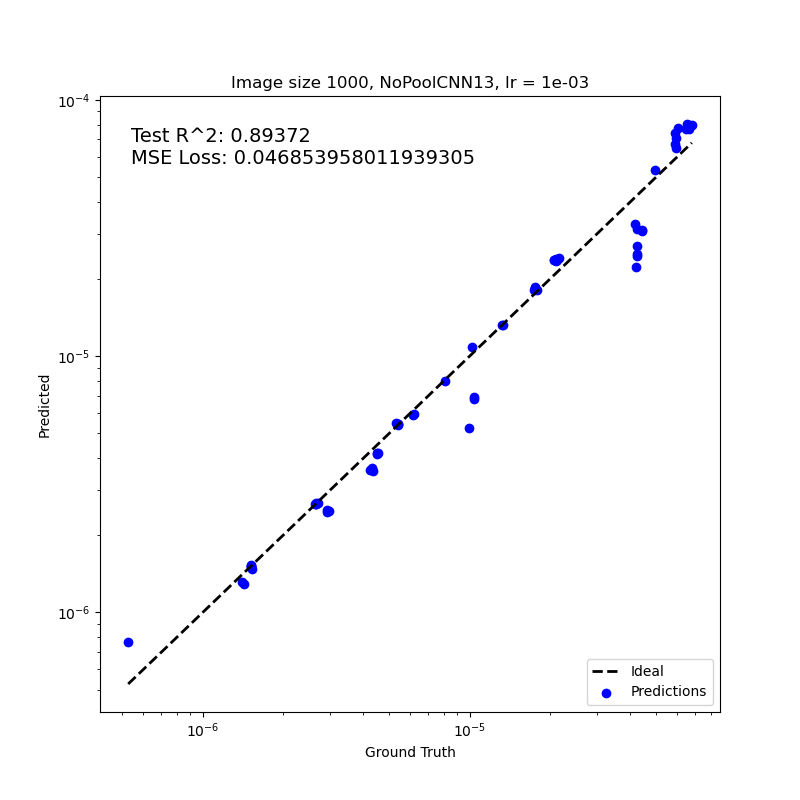 Image size 1000, NoPoolCNN13, lr = 1e-03
Test R^2: 0.89372
MSE Loss: 0.046853958011939305
10⁻⁴
10⁻⁵
10⁻⁶
Predicted
10⁻⁶
10⁻⁵
Ground Truth
Ideal
Predictions